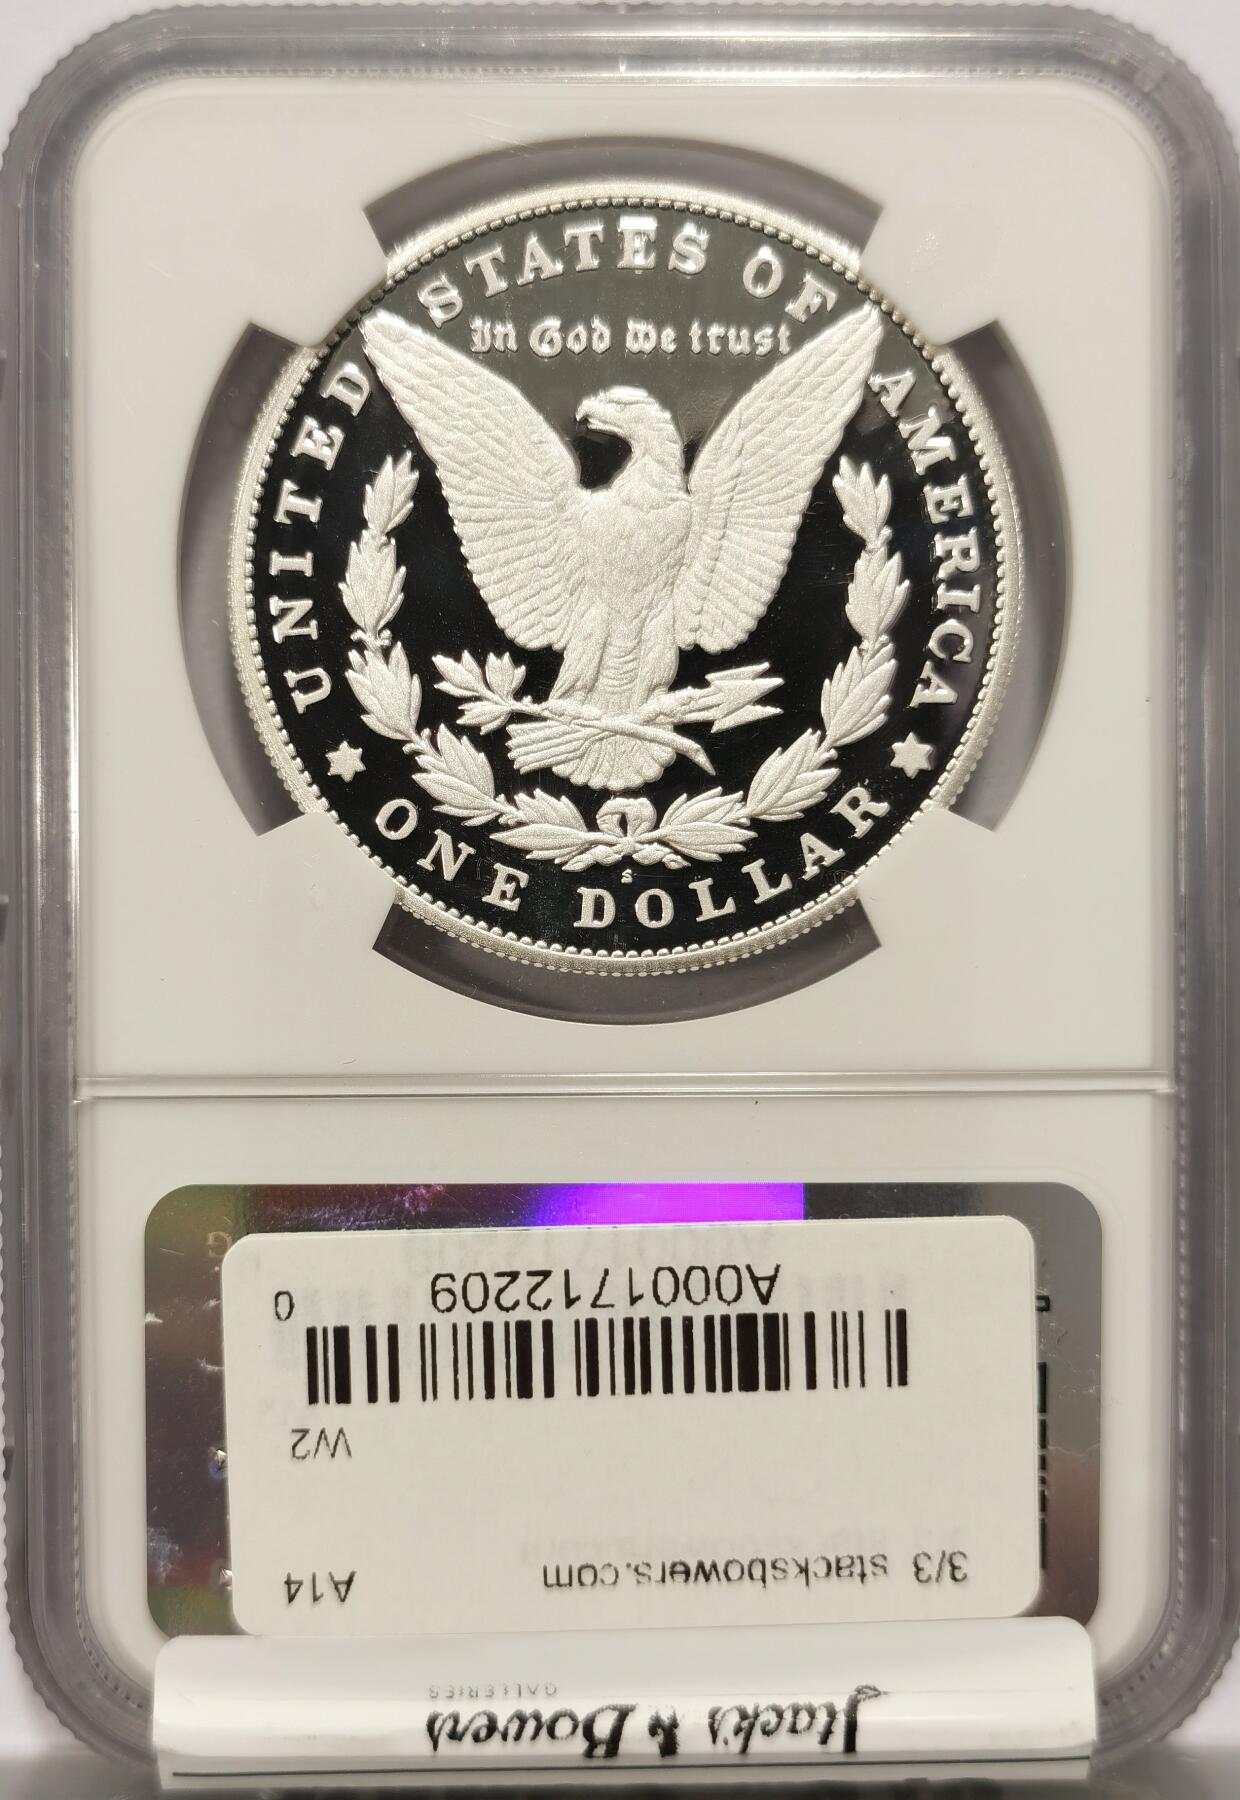 UNITED STATES OF AMERICA
In God We trust
S
ONE DOLLAR
A0001712209
0
W2
3/3 stacksbowers.com
A14
Stack's & Bowers
GALLERIES